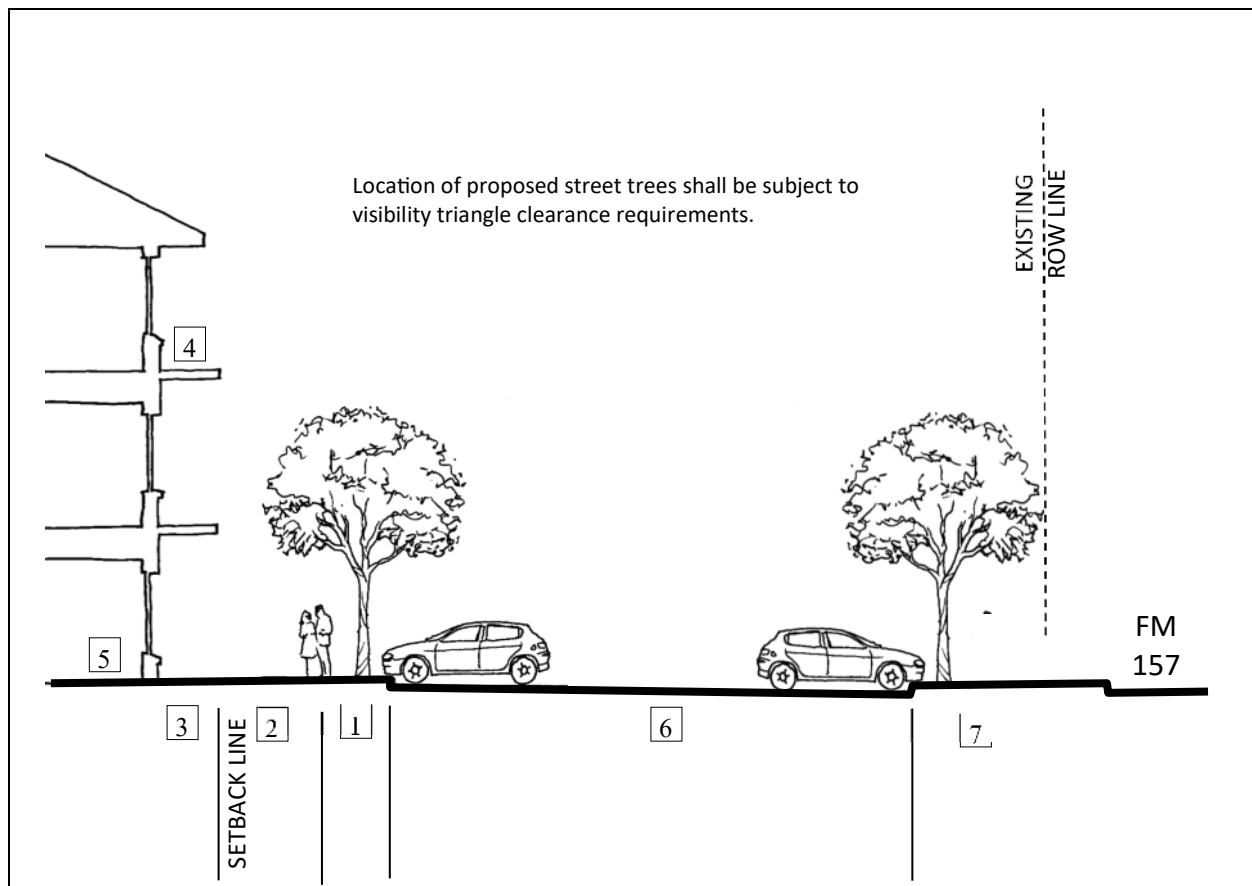 Location of proposed street trees shall be subject to
visibility triangle clearance requirements.
EXISTING
ROW LINE
4
5
FM
157
3
SETBACK LINE
2
1
6
7